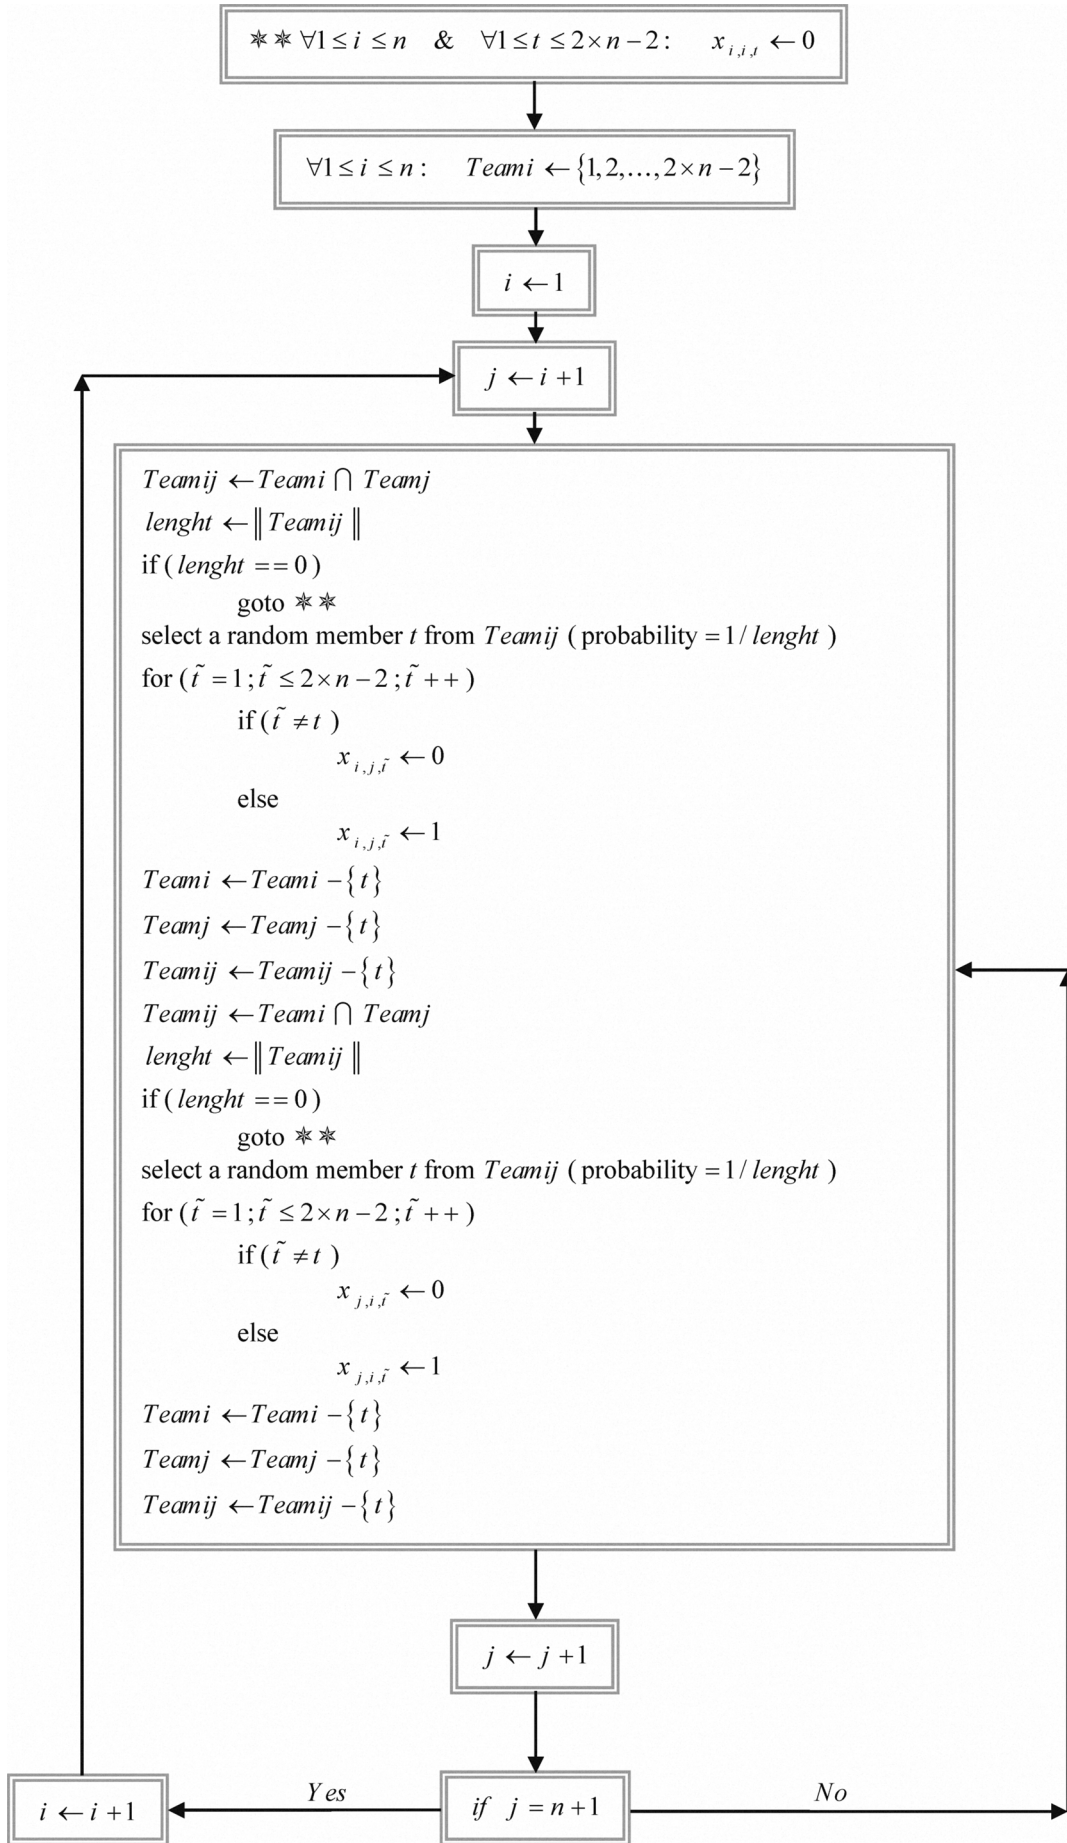 ✶✶ ∀1 ≤ i ≤ n & ∀1 ≤ t ≤ 2×n−2 : x_{i,i,t} ← 0
∀1 ≤ i ≤ n : Teami ← {1,2,...,2×n−2}
i ← 1
j ← i +1
Teamij ← Teami ∩ Teamj
lenght ← ‖Teamij‖
if ( lenght == 0 )
goto ✶✶
select a random member t from Teamij ( probability = 1/ lenght )
for ( t̃ = 1 ; t̃ ≤ 2×n−2 ; t̃ ++ )
if ( t̃ ≠ t )
x_{i,j,t̃} ← 0
else
x_{i,j,t̃} ← 1
Teami ← Teami −{t}
Teamj ← Teamj −{t}
Teamij ← Teamij −{t}
Teamij ← Teami ∩ Teamj
lenght ← ‖Teamij‖
if ( lenght == 0 )
goto ✶✶
select a random member t from Teamij ( probability = 1/ lenght )
for ( t̃ = 1 ; t̃ ≤ 2×n−2 ; t̃ ++ )
if ( t̃ ≠ t )
x_{j,i,t̃} ← 0
else
x_{j,i,t̃} ← 1
Teami ← Teami −{t}
Teamj ← Teamj −{t}
Teamij ← Teamij −{t}
j ← j +1
Yes
No
i ← i +1
if j = n +1